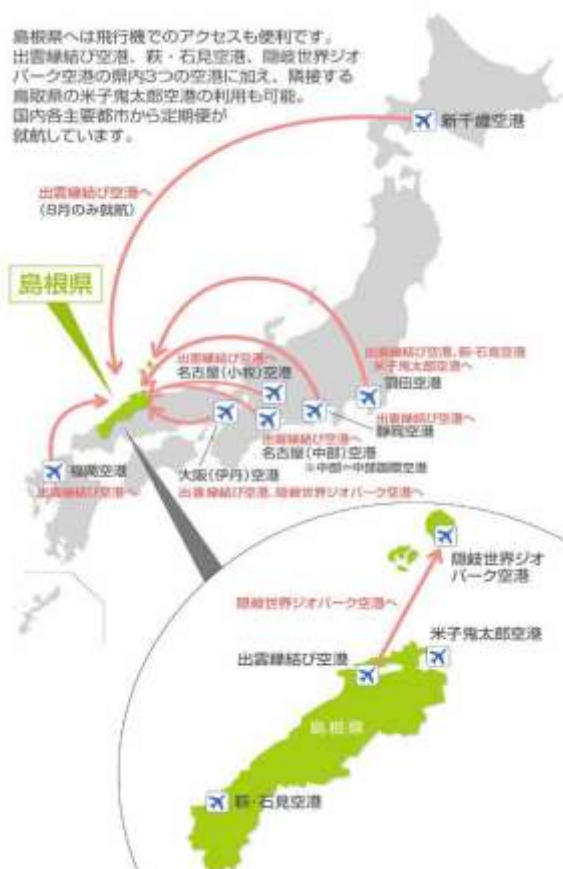 島根県へは飛行機でのアクセスも便利です。
出雲縁結び空港、萩・石見空港、隠岐世界ジオ
パーク空港の県内3つの空港に加え、隣接する
鳥取県の米子鬼太郎空港の利用も可能。
国内各主要都市から定期便が
就航しています。
新千歳空港
出雲縁結び空港へ
(8月のみ就航)
島根県
出雲縁結び空港へ
名古屋(小牧)空港
出雲縁結び空港、萩・石見空港
米子鬼太郎空港へ
羽田空港
出雲縁結び空港へ
静岡空港
出雲縁結び空港へ
名古屋(中部)空港
※中部=中部国際空港
大阪(伊丹)空港
出雲縁結び空港、隠岐世界ジオパーク空港へ
福岡空港
出雲縁結び空港へ
隠岐世界ジオ
パーク空港
隠岐世界ジオパーク空港へ
米子鬼太郎空港
出雲縁結び空港
島根県
萩・石見空港